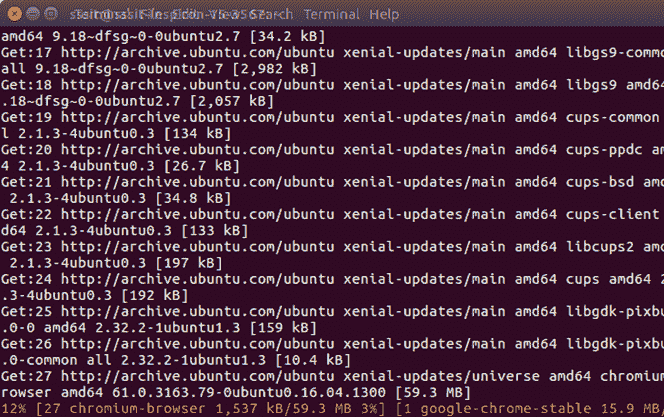 Terminal Help
amd64 9.18~dfsg~0-0ubuntu2.7 [34.2 kB]
Get:17 http://archive.ubuntu.com/ubuntu xenial-updates/main amd64 libgs9-commo
all 9.18~dfsg~0-0ubuntu2.7 [2,982 kB]
Get:18 http://archive.ubuntu.com/ubuntu xenial-updates/main amd64 libgs9 amd64
.18~dfsg~0-0ubuntu2.7 [2,057 kB]
Get:19 http://archive.ubuntu.com/ubuntu xenial-updates/main amd64 cups-common
l 2.1.3-4ubuntu0.3 [134 kB]
Get:20 http://archive.ubuntu.com/ubuntu xenial-updates/main amd64 cups-ppdc am
4 2.1.3-4ubuntu0.3 [26.7 kB]
Get:21 http://archive.ubuntu.com/ubuntu xenial-updates/main amd64 cups-bsd amd
2.1.3-4ubuntu0.3 [34.8 kB]
Get:22 http://archive.ubuntu.com/ubuntu xenial-updates/main amd64 cups-client
d64 2.1.3-4ubuntu0.3 [133 kB]
Get:23 http://archive.ubuntu.com/ubuntu xenial-updates/main amd64 libcups2 amd
2.1.3-4ubuntu0.3 [197 kB]
Get:24 http://archive.ubuntu.com/ubuntu xenial-updates/main amd64 cups amd64 2
.3-4ubuntu0.3 [192 kB]
Get:25 http://archive.ubuntu.com/ubuntu xenial-updates/main amd64 libgdk-pixbu
.0-0 amd64 2.32.2-1ubuntu1.3 [159 kB]
Get:26 http://archive.ubuntu.com/ubuntu xenial-updates/main amd64 libgdk-pixbu
.0-common all 2.32.2-1ubuntu1.3 [10.4 kB]
Get:27 http://archive.ubuntu.com/ubuntu xenial-updates/universe amd64 chromium
rowser amd64 61.0.3163.79-0ubuntu0.16.04.1300 [59.3 MB]
12% [27 chromium-browser 1,537 kB/59.3 MB 3%] [1 google-chrome-stable 15.9 MB